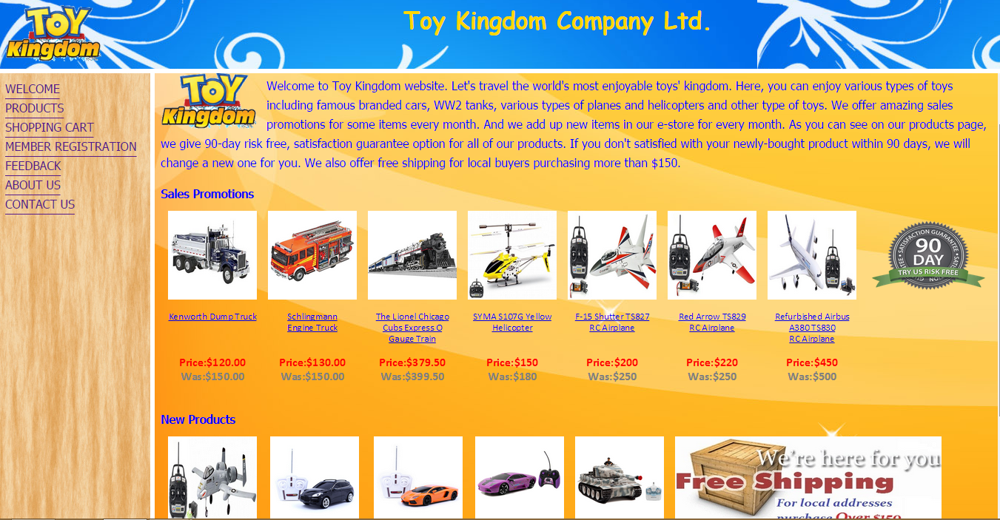 TOY
Kingdom
Toy Kingdom Company Ltd.
WELCOME
PRODUCTS
SHOPPING CART
MEMBER REGISTRATION
FEEDBACK
ABOUT US
CONTACT US
TOY
Kingdom
Welcome to Toy Kingdom website. Let's travel the world's most enjoyable toys' kingdom. Here, you can enjoy various types of toys
including famous branded cars, WW2 tanks, various types of planes and helicopters and other type of toys. We offer amazing sales
promotions for some items every month. And we add up new items in our e-store for every month. As you can see on our products page,
we give 90-day risk free, satisfaction guarantee option for all of our products. If you don't satisfied with your newly-bought product within 90 days, we will
change a new one for you. We also offer free shipping for local buyers purchasing more than $150.
Sales Promotions
SATISFACTION GUARANTEE
90
DAY
TRY US RISK FREE
Kenworth Dump Truck
Price:$120.00
Was:$150.00
Schlingmann
Engine Truck
Price:$130.00
Was:$150.00
The Lionel Chicago
Cubs Express O
Gauge Train
Price:$379.50
Was:$399.50
SYMA S107G Yellow
Helicopter
Price:$150
Was:$180
F-15 Shutter TS827
RC Airplane
Price:$200
Was:$250
Red Arrow TS829
RC Airplane
Price:$220
Was:$250
Refurbished Airbus
A380 TS830
RC Airplane
Price:$450
Was:$500
New Products
We're here for you
Free Shipping
For local addresses
purchase Over $150